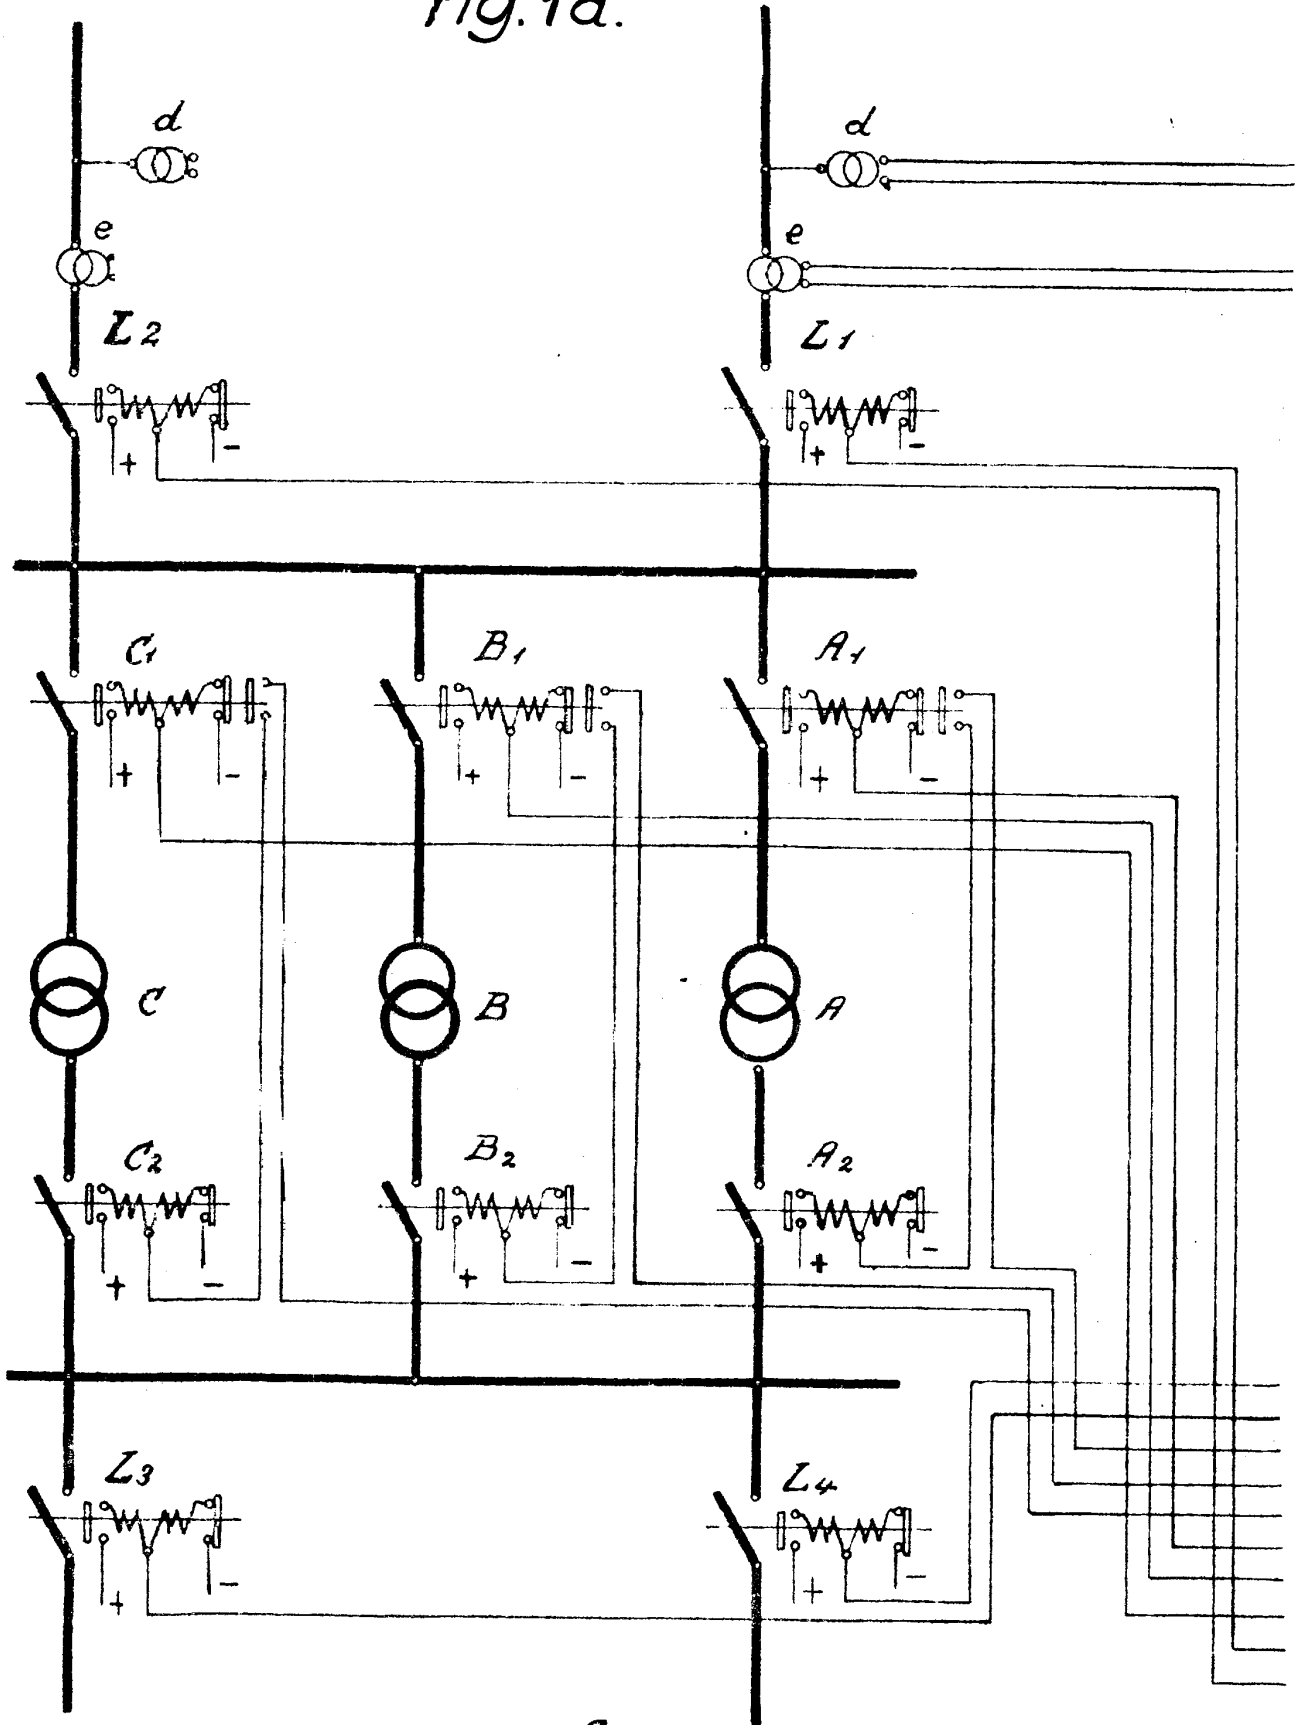 Fig. 1a.
d d
e e
L2 L1
+ - + -
C1 B1 A1
+ - + - + -
C B A
C2 B2 A2
+ - + - + -
L3 L4
+ - + -